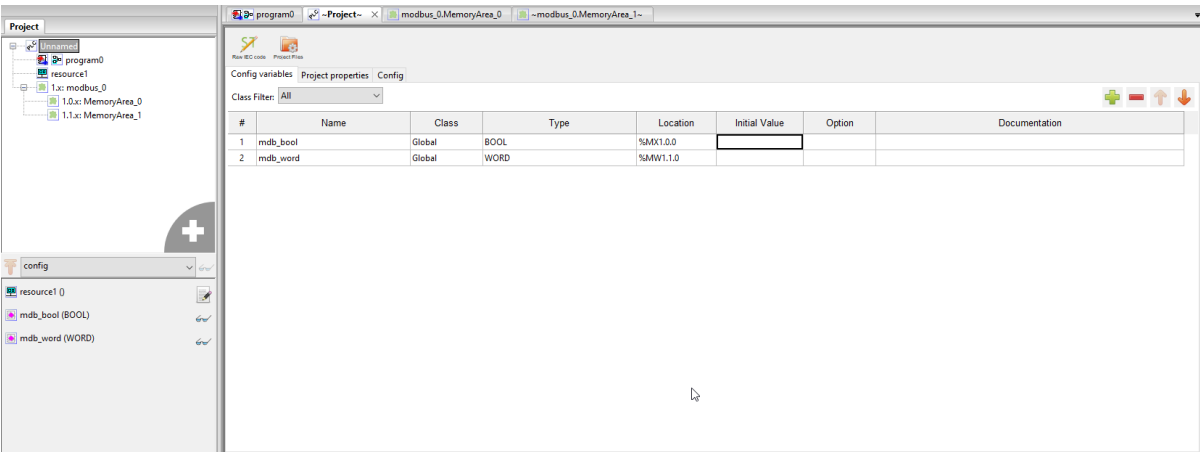 program0 ~Project~ modbus_0.MemoryArea_0 ~modbus_0.MemoryArea_1~
Project
Unnamed
program0
resource1
1.x: modbus_0
1.0.x: MemoryArea_0
1.1.x: MemoryArea_1
config
resource1 ()
mdb_bool (BOOL)
mdb_word (WORD)
Raw IEC code Project Files
Config variables Project properties Config
Class Filter: All
# Name Class Type Location Initial Value Option Documentation
1 mdb_bool Global BOOL %MX1.0.0
2 mdb_word Global WORD %MW1.1.0